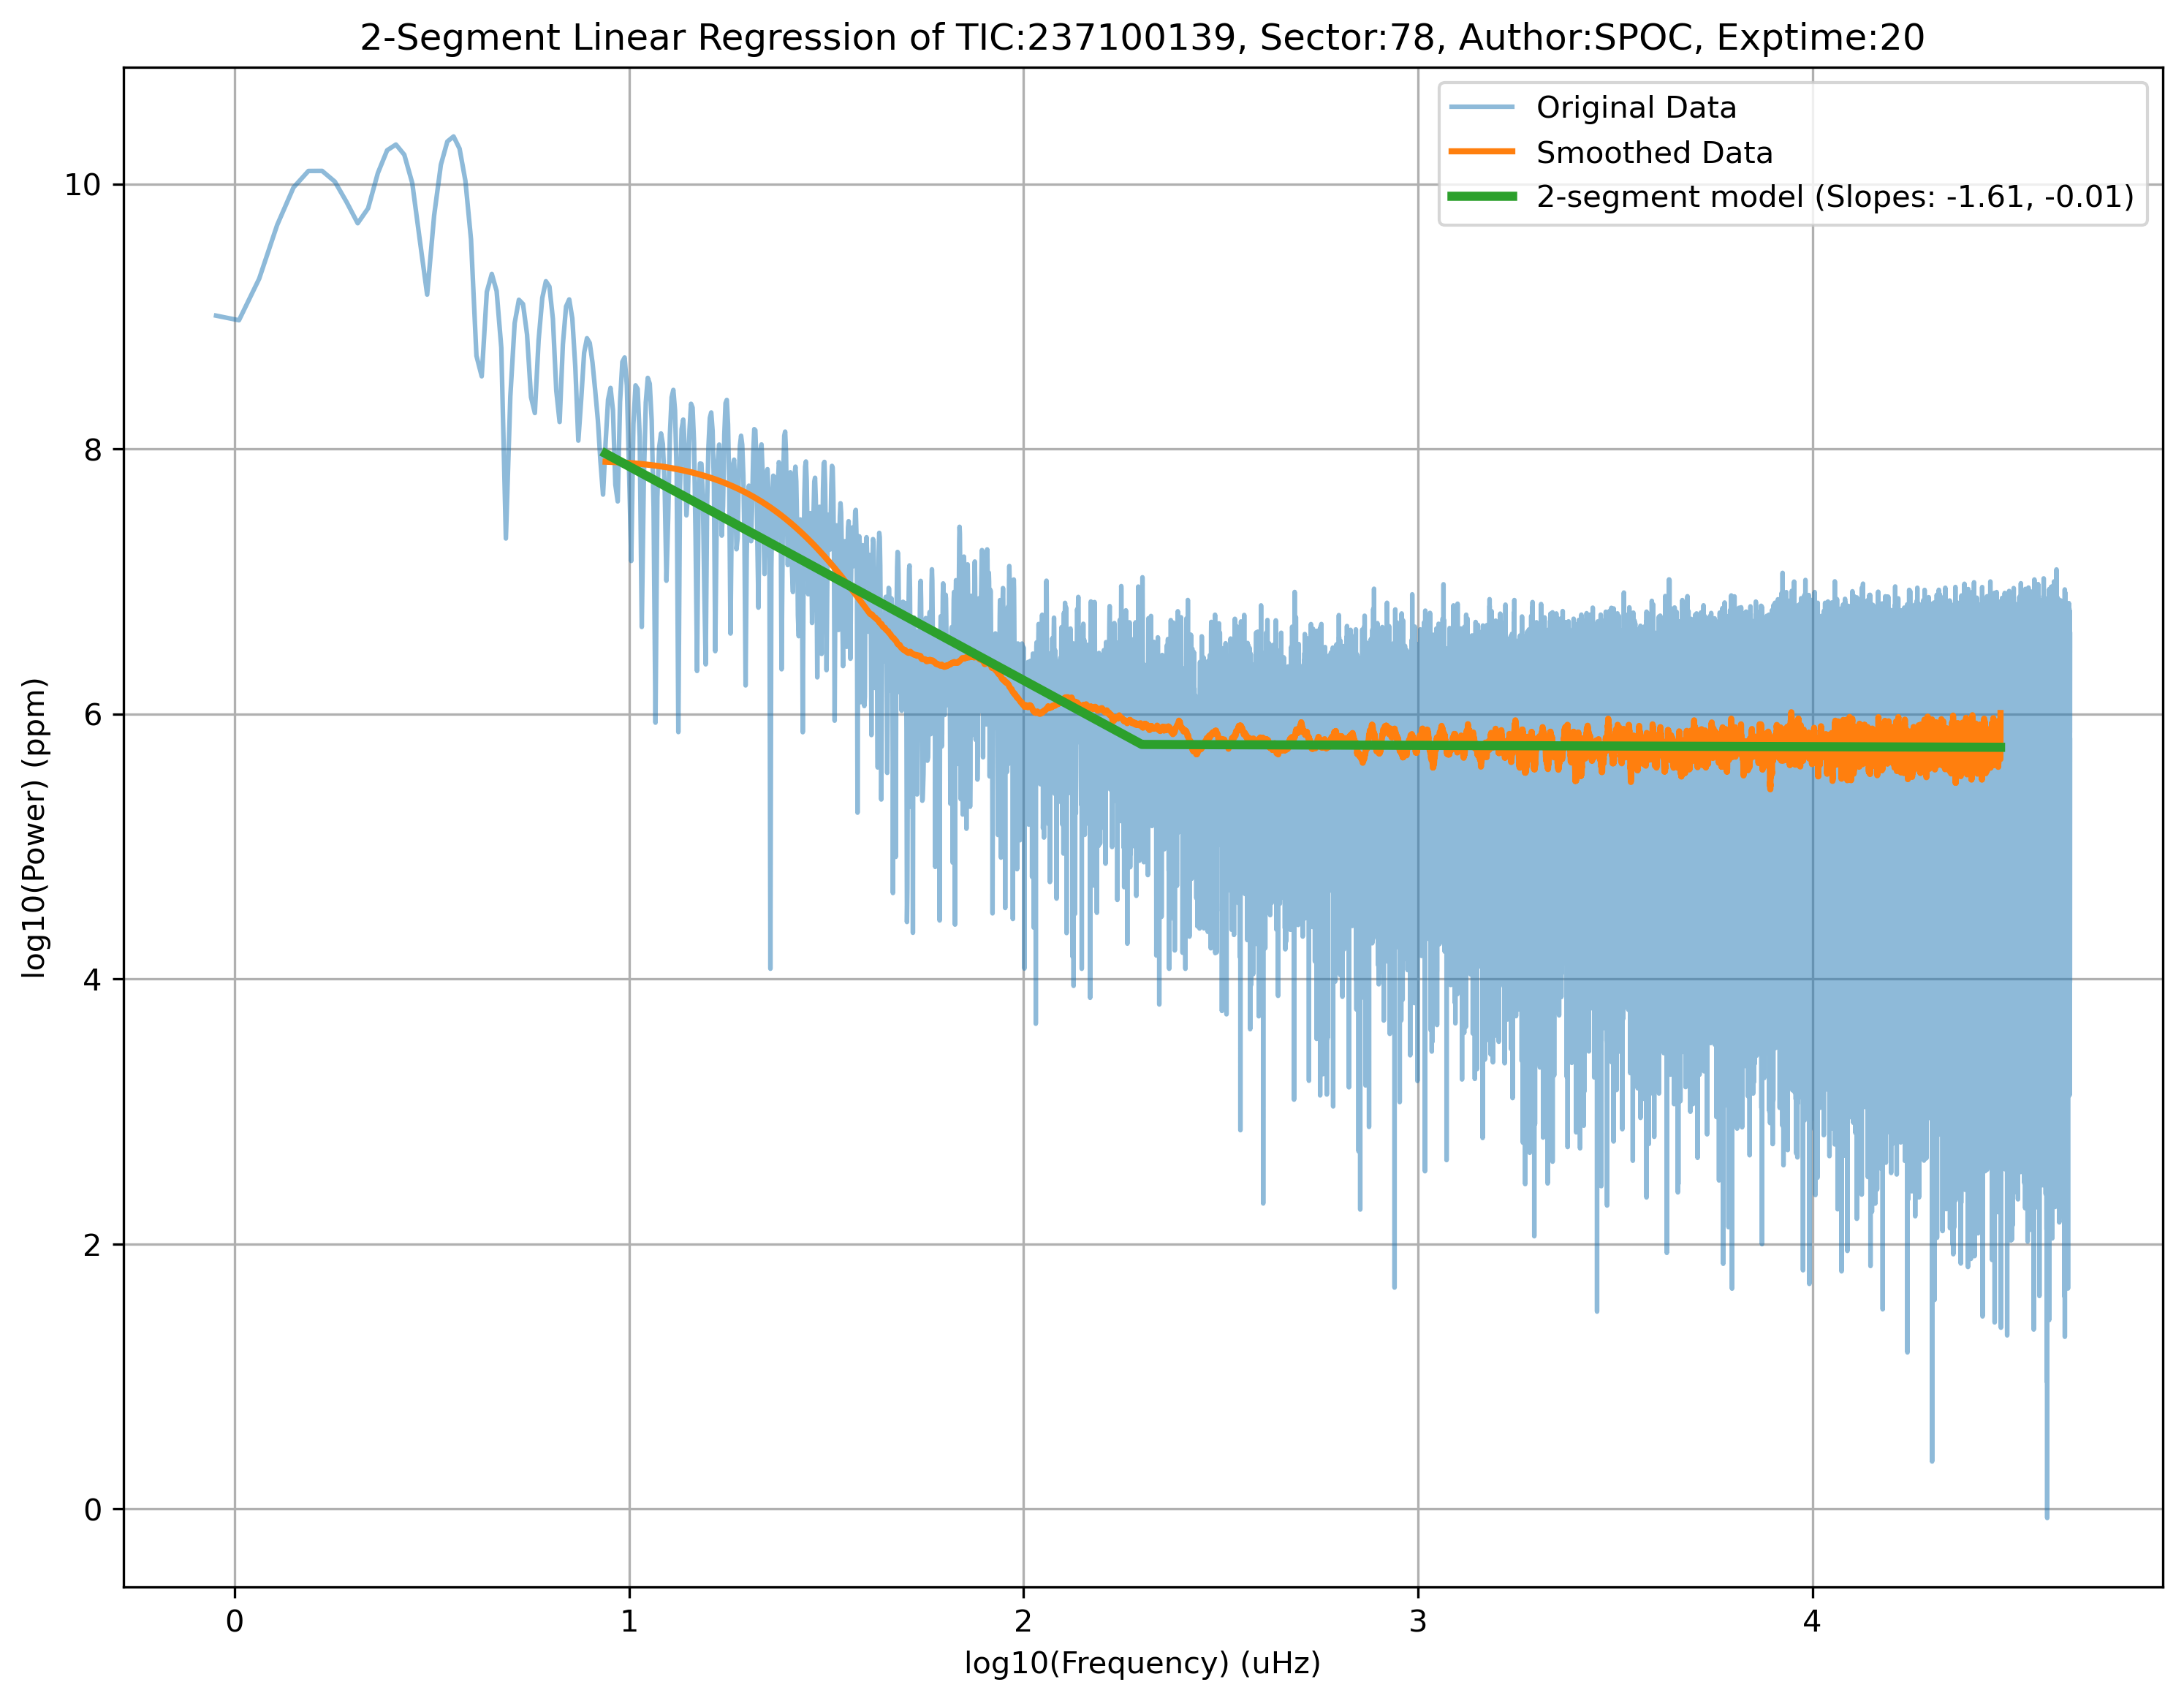 2-Segment Linear Regression of TIC:237100139, Sector:78, Author:SPOC, Exptime:20
Original Data
Smoothed Data
2-segment model (Slopes: -1.61, -0.01)
log10(Power) (ppm)
10
8
6
4
2
0
0 1 2 3 4
log10(Frequency) (uHz)